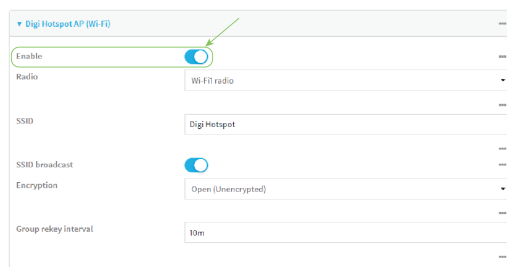 Digi Hotspot AP (Wi-Fi)
Enable
Radio
Wi-Fi1 radio
SSID
Digi Hotspot
SSID broadcast
Encryption
Open (Unencrypted)
Group rekey interval
10m